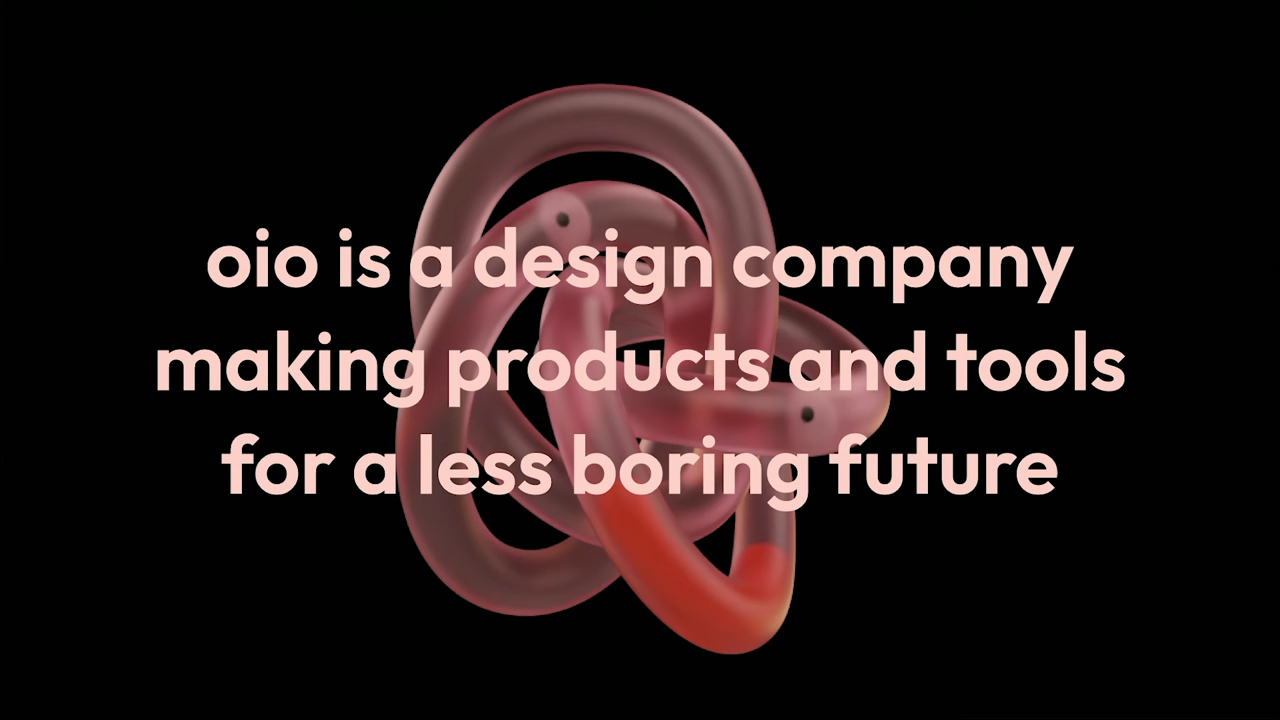 oio is a design company
making products and tools
for a less boring future